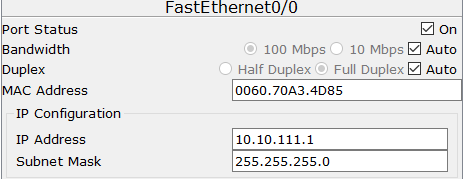 FastEthernet0/0
Port Status On
Bandwidth 100 Mbps 10 Mbps Auto
Duplex Half Duplex Full Duplex Auto
MAC Address 0060.70A3.4D85
IP Configuration
IP Address 10.10.111.1
Subnet Mask 255.255.255.0